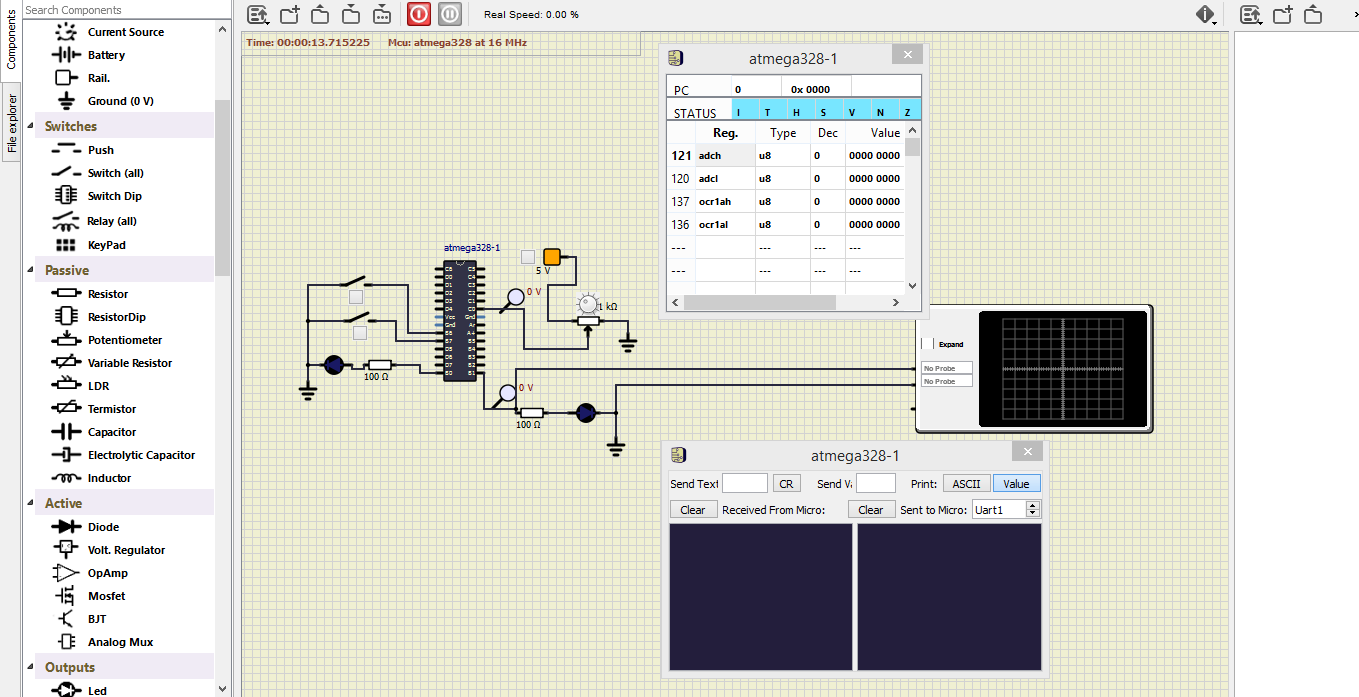 Components
File explorer
Search Components
Current Source
Battery
Rail.
Ground (0 V)
Switches
Push
Switch (all)
Switch Dip
Relay (all)
KeyPad
Passive
Resistor
ResistorDip
Potentiometer
Variable Resistor
LDR
Termistor
Capacitor
Electrolytic Capacitor
Inductor
Active
Diode
Volt. Regulator
OpAmp
Mosfet
BJT
Analog Mux
Outputs
Led
Real Speed: 0.00 %
Time: 00:00:13.715225 Mcu: atmega328 at 16 MHz
atmega328-1
PC 0 0x 0000
STATUS I T H S V N Z
Reg. Type Dec Value
121 adch u8 0 0000 0000
120 adcl u8 0 0000 0000
137 ocr1ah u8 0 0000 0000
136 ocr1al u8 0 0000 0000
--- --- --- ---
--- --- --- ---
atmega328-1
5 V
0 V
1 kΩ
100 Ω
0 V
100 Ω
Expand
No Probe
No Probe
atmega328-1
Send Text CR Send V Print: ASCII Value
Clear Received From Micro: Clear Sent to Micro: Uart1